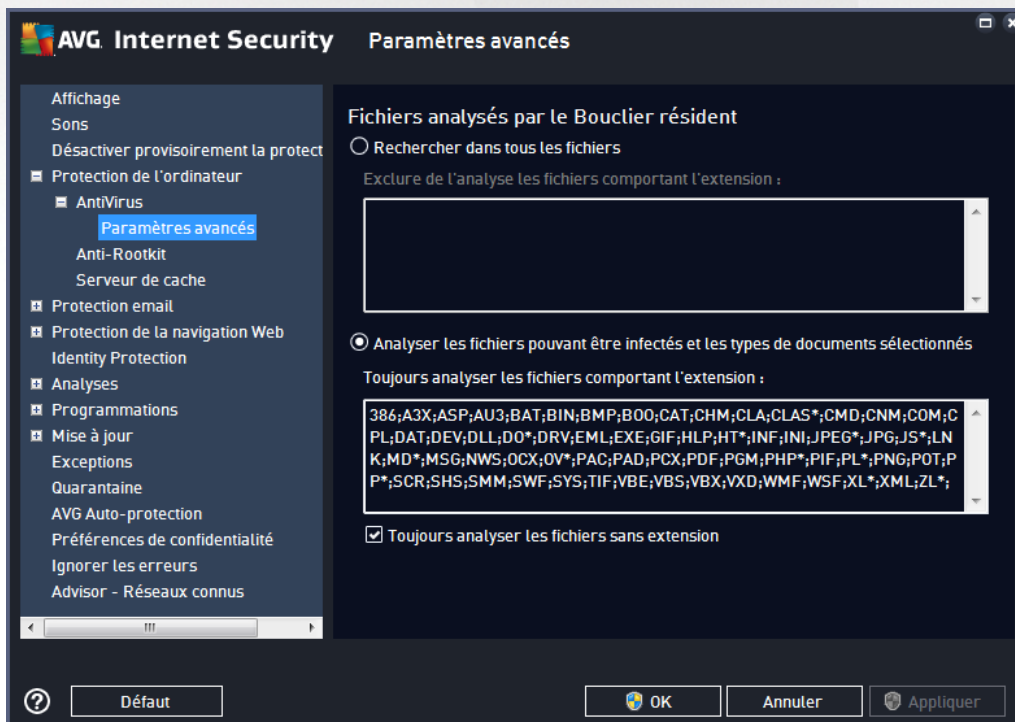 AVG. Internet Security Paramètres avancés
Affichage
Sons
Désactiver provisoirement la protect
Protection de l'ordinateur
AntiVirus
Paramètres avancés
Anti-Rootkit
Serveur de cache
Protection email
Protection de la navigation Web
Identity Protection
Analyses
Programmations
Mise à jour
Exceptions
Quarantaine
AVG Auto-protection
Préférences de confidentialité
Ignorer les erreurs
Advisor - Réseaux connus
Fichiers analysés par le Bouclier résident
Rechercher dans tous les fichiers
Exclure de l'analyse les fichiers comportant l'extension :
Analyser les fichiers pouvant être infectés et les types de documents sélectionnés
Toujours analyser les fichiers comportant l'extension :
386;A3X;ASP;AU3;BAT;BIN;BMP;BOO;CAT;CHM;CLA;CLAS*;CMD;CNM;COM;C
PL;DAT;DEV;DLL;DO*;DRV;EML;EXE;GIF;HLP;HT*;INF;INI;JPEG*;JPG;JS*;LN
K;MD*;MSG;NWS;OCX;OV*;PAC;PAD;PCX;PDF;PGM;PHP*;PIF;PL*;PNG;POT;P
P*;SCR;SHS;SMM;SWF;SYS;TIF;VBE;VBS;VBX;VXD;WMF;WSF;XL*;XML;ZL*;
Toujours analyser les fichiers sans extension
Défaut
OK
Annuler
Appliquer